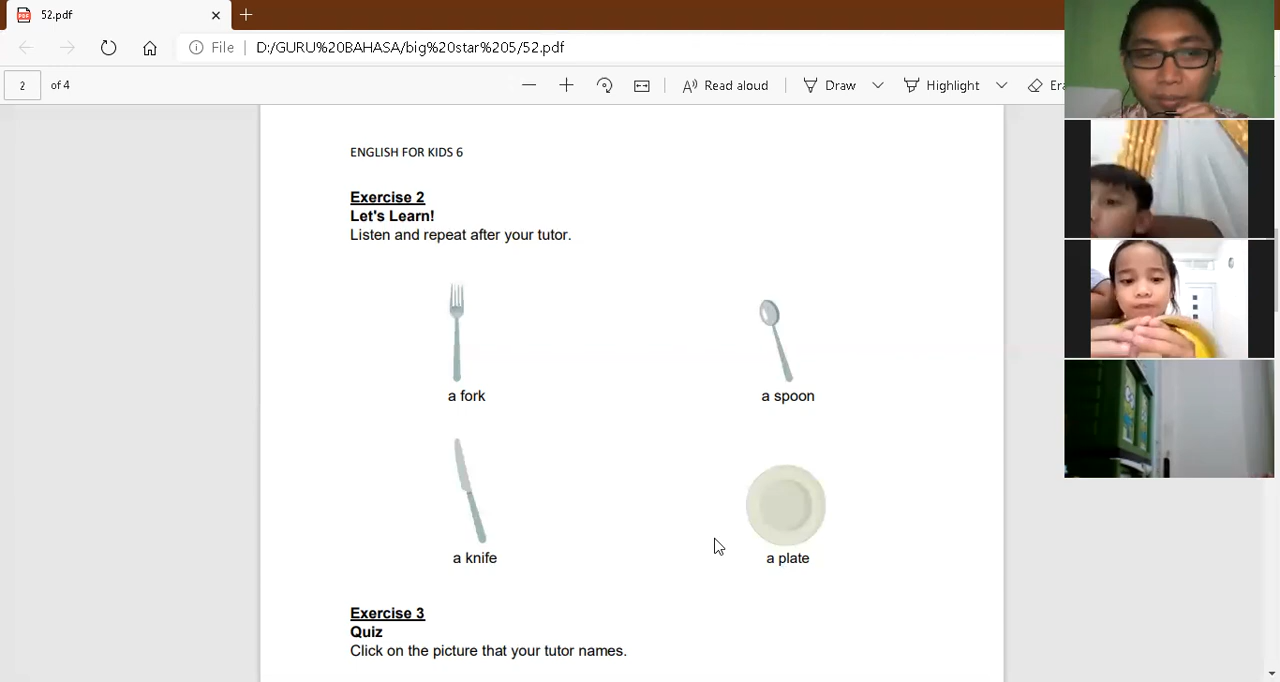 52.pdf
File
D:/GURU%20BAHASA/big%20star%205/52.pdf
2 of 4
Read aloud
Draw
Highlight
ENGLISH FOR KIDS 6
Exercise 2
Let's Learn!
Listen and repeat after your tutor.
a fork
a spoon
a knife
a plate
Exercise 3
Quiz
Click on the picture that your tutor names.